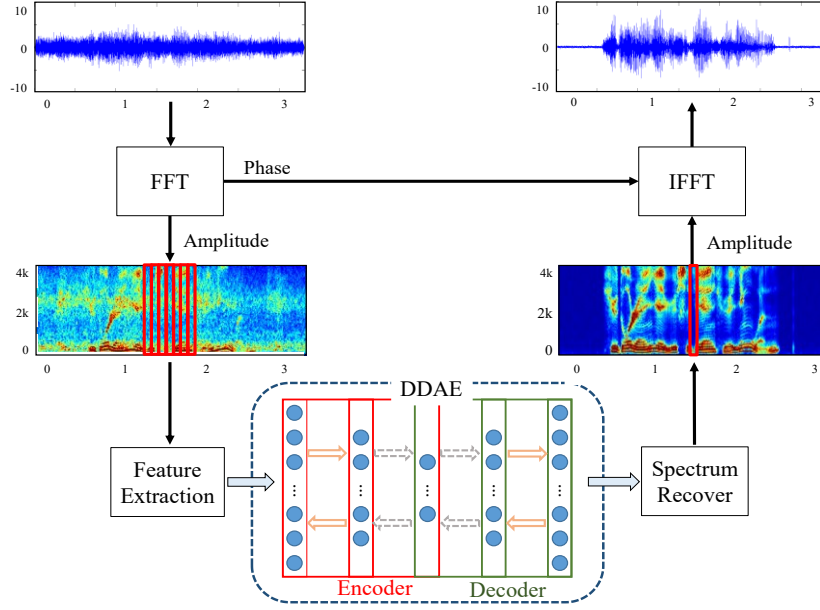 10
0
-10
0 1 2 3
10
0
-10
0 1 2 3
FFT
Phase
IFFT
Amplitude
Amplitude
4k
2k
0
0 1 2 3
4k
2k
0
0 1 2 3
DDAE
Feature
Extraction
...
...
...
...
...
Spectrum
Recover
Encoder
Decoder